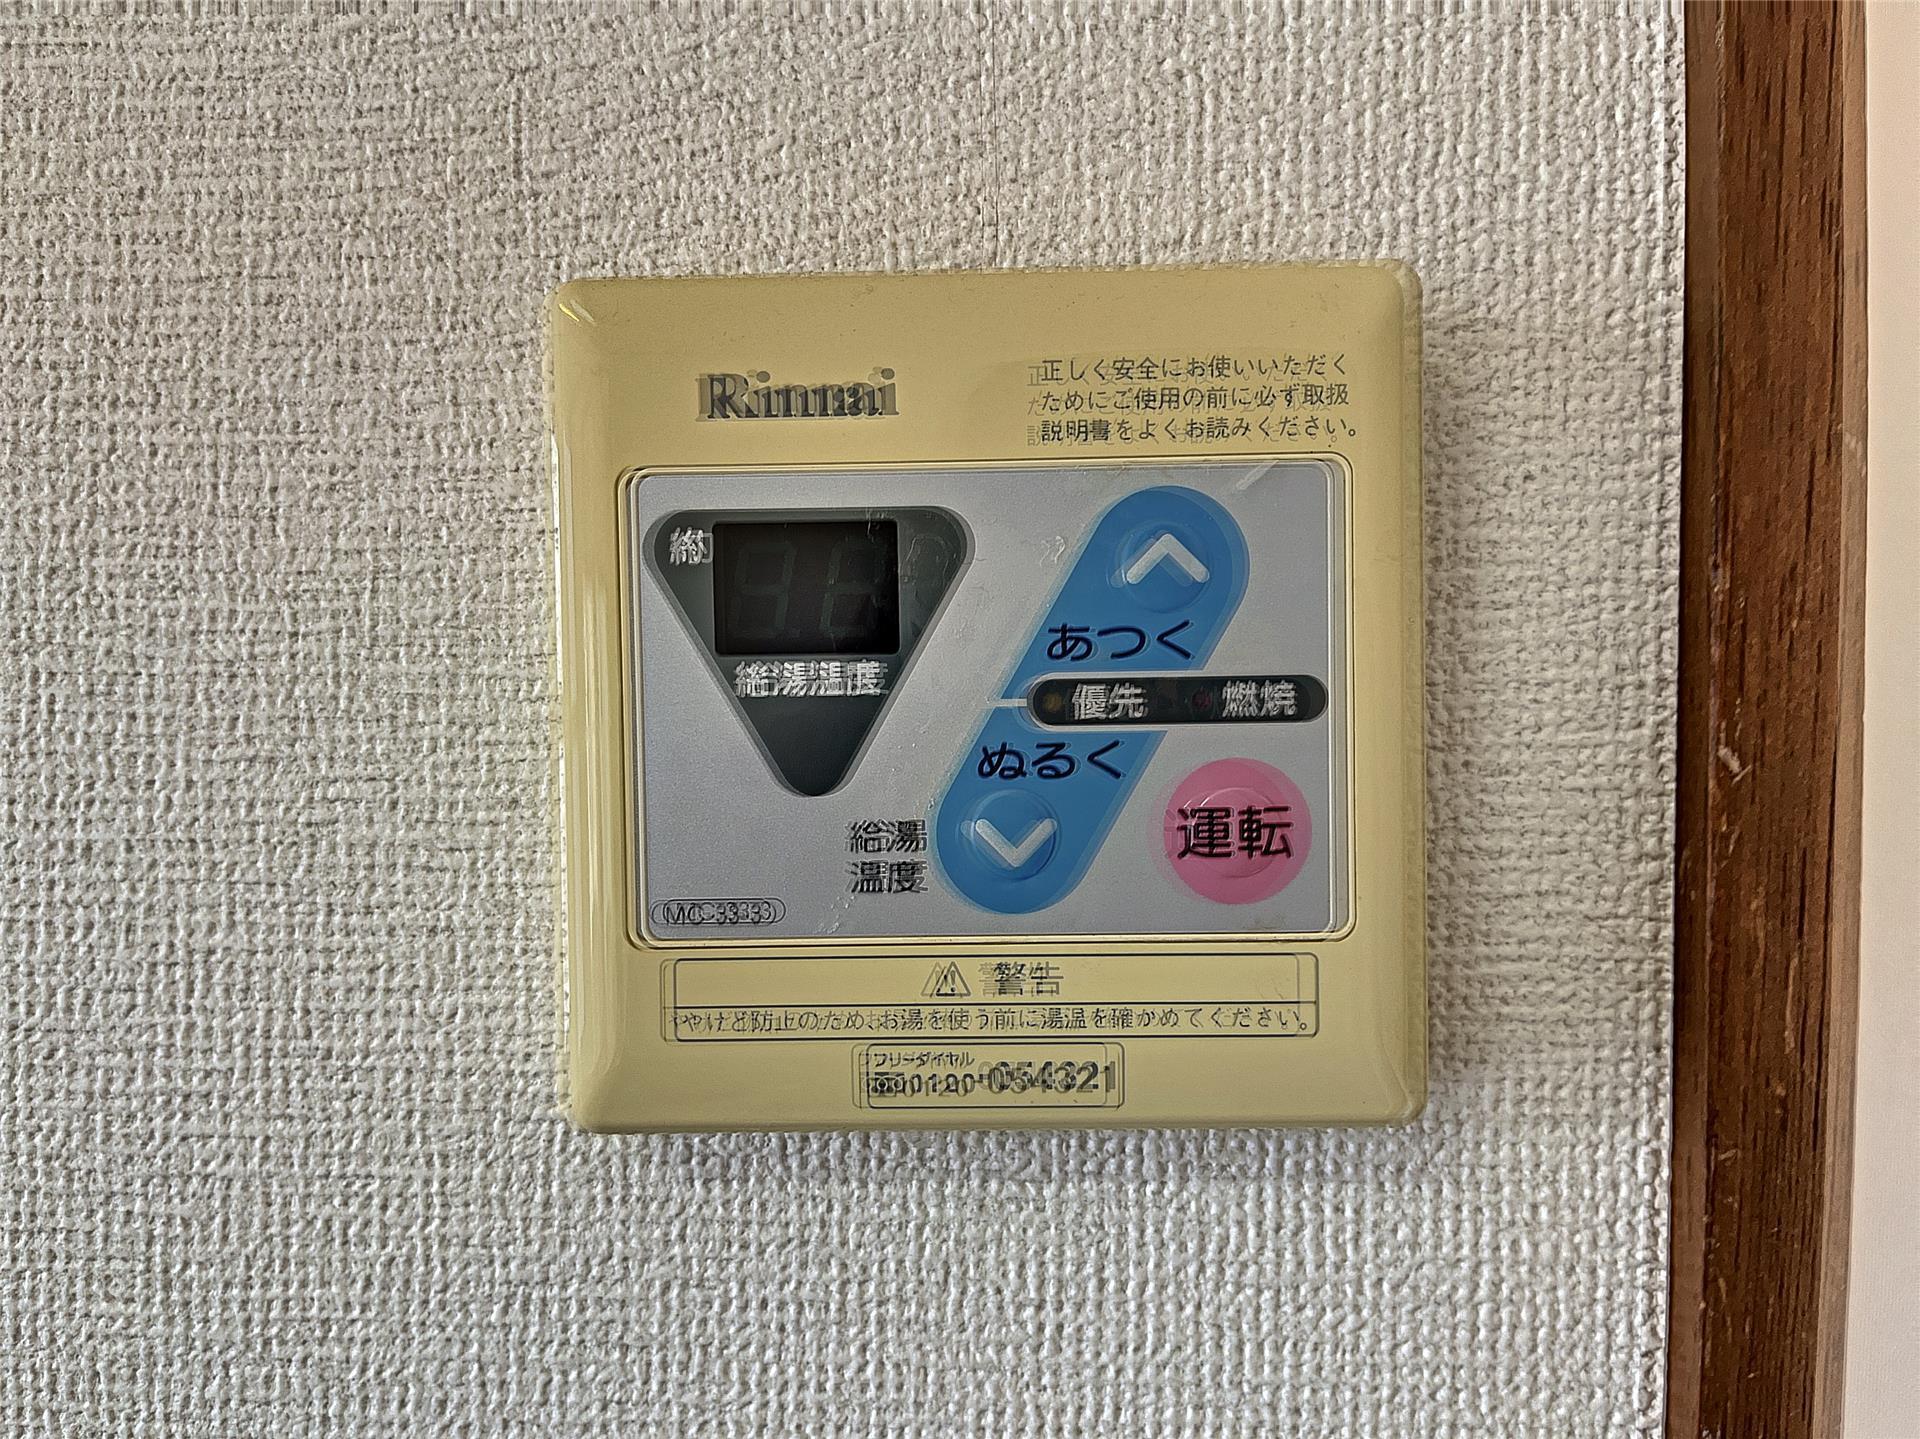 Rinnai
正しく安全にお使いいただく
ためにご使用の前に必ず取扱
説明書をよくお読みください。
約
給湯温度
あつく
優先 燃焼
ぬるく
運転
給湯
温度
警告
やけど防止のため、お湯を使う前に湯温を確かめてください。
フリーダイヤル